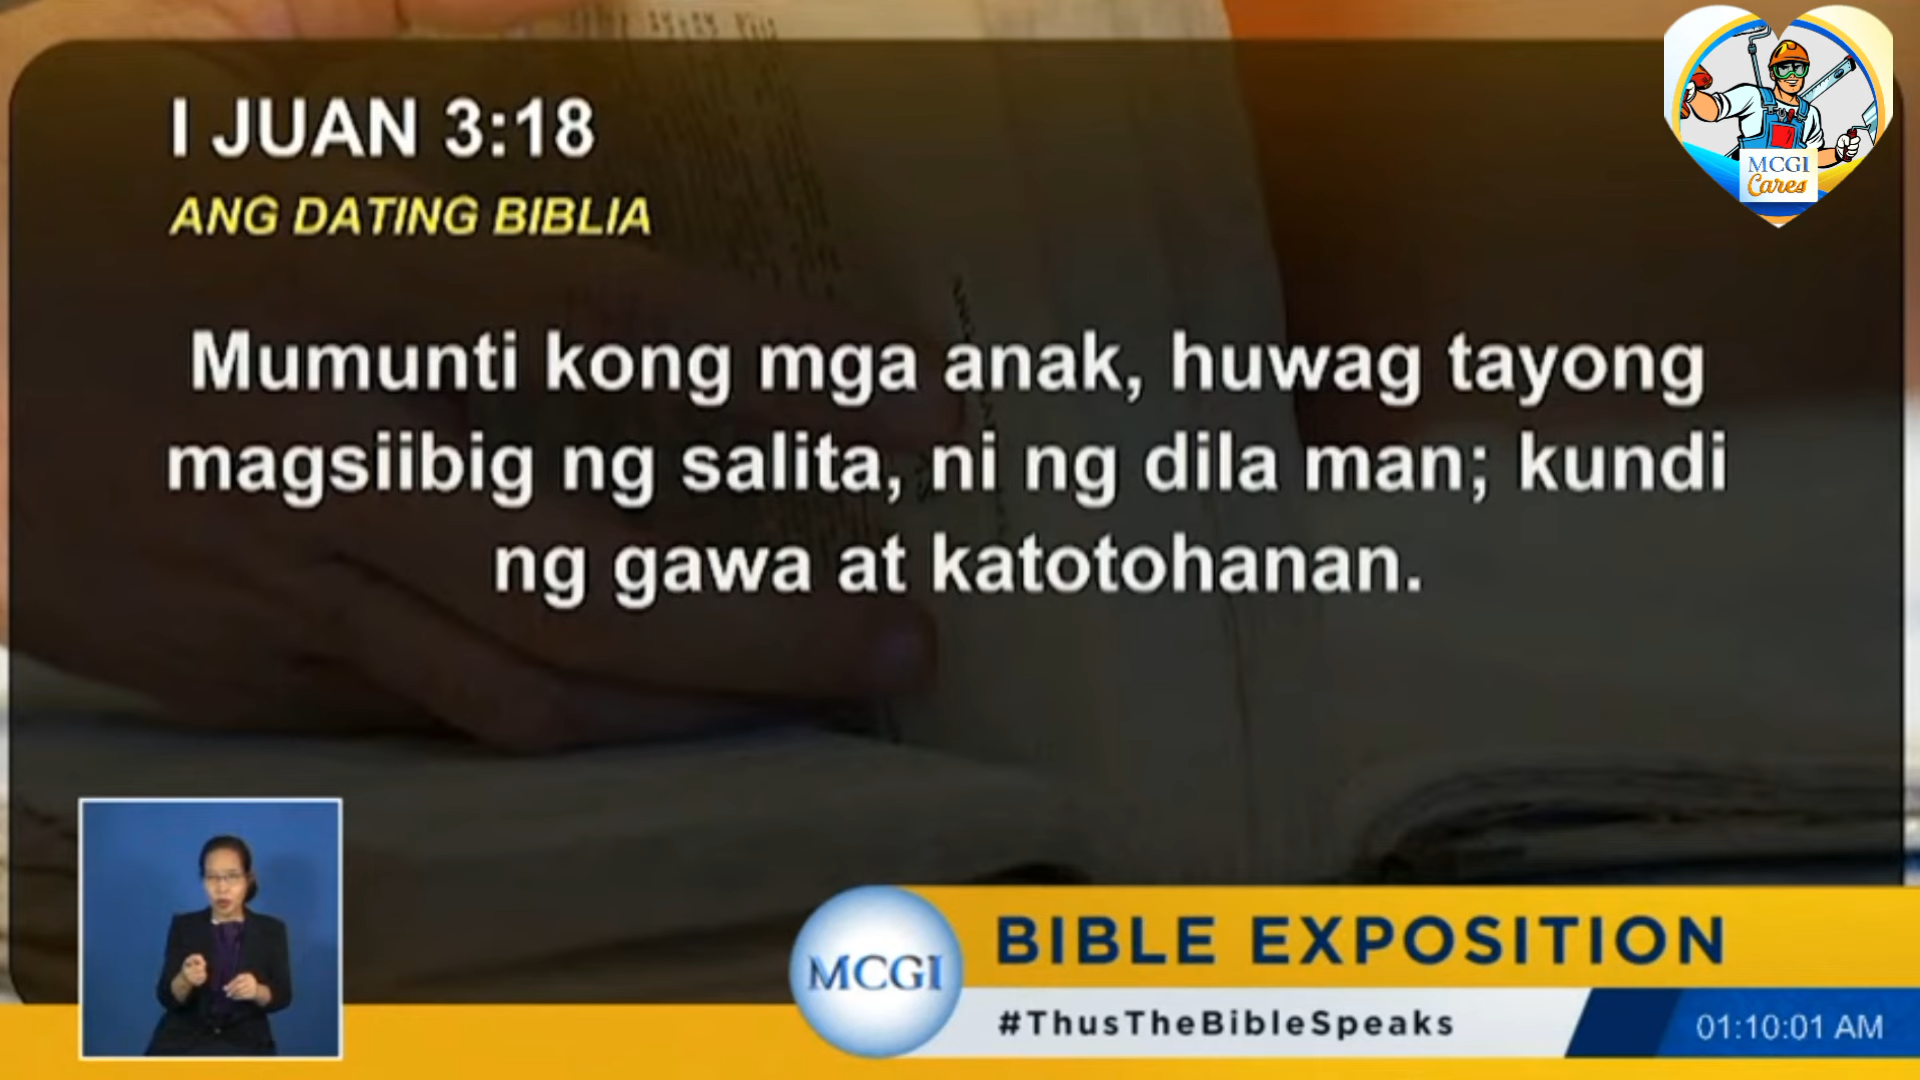 I JUAN 3:18
ANG DATING BIBLIA
Mumunti kong mga anak, huwag tayong
magsiibig ng salita, ni ng dila man; kundi
ng gawa at katotohanan.
MCGI
Cares
MCGI
BIBLE EXPOSITION
#ThusTheBibleSpeaks
01:10:01 AM